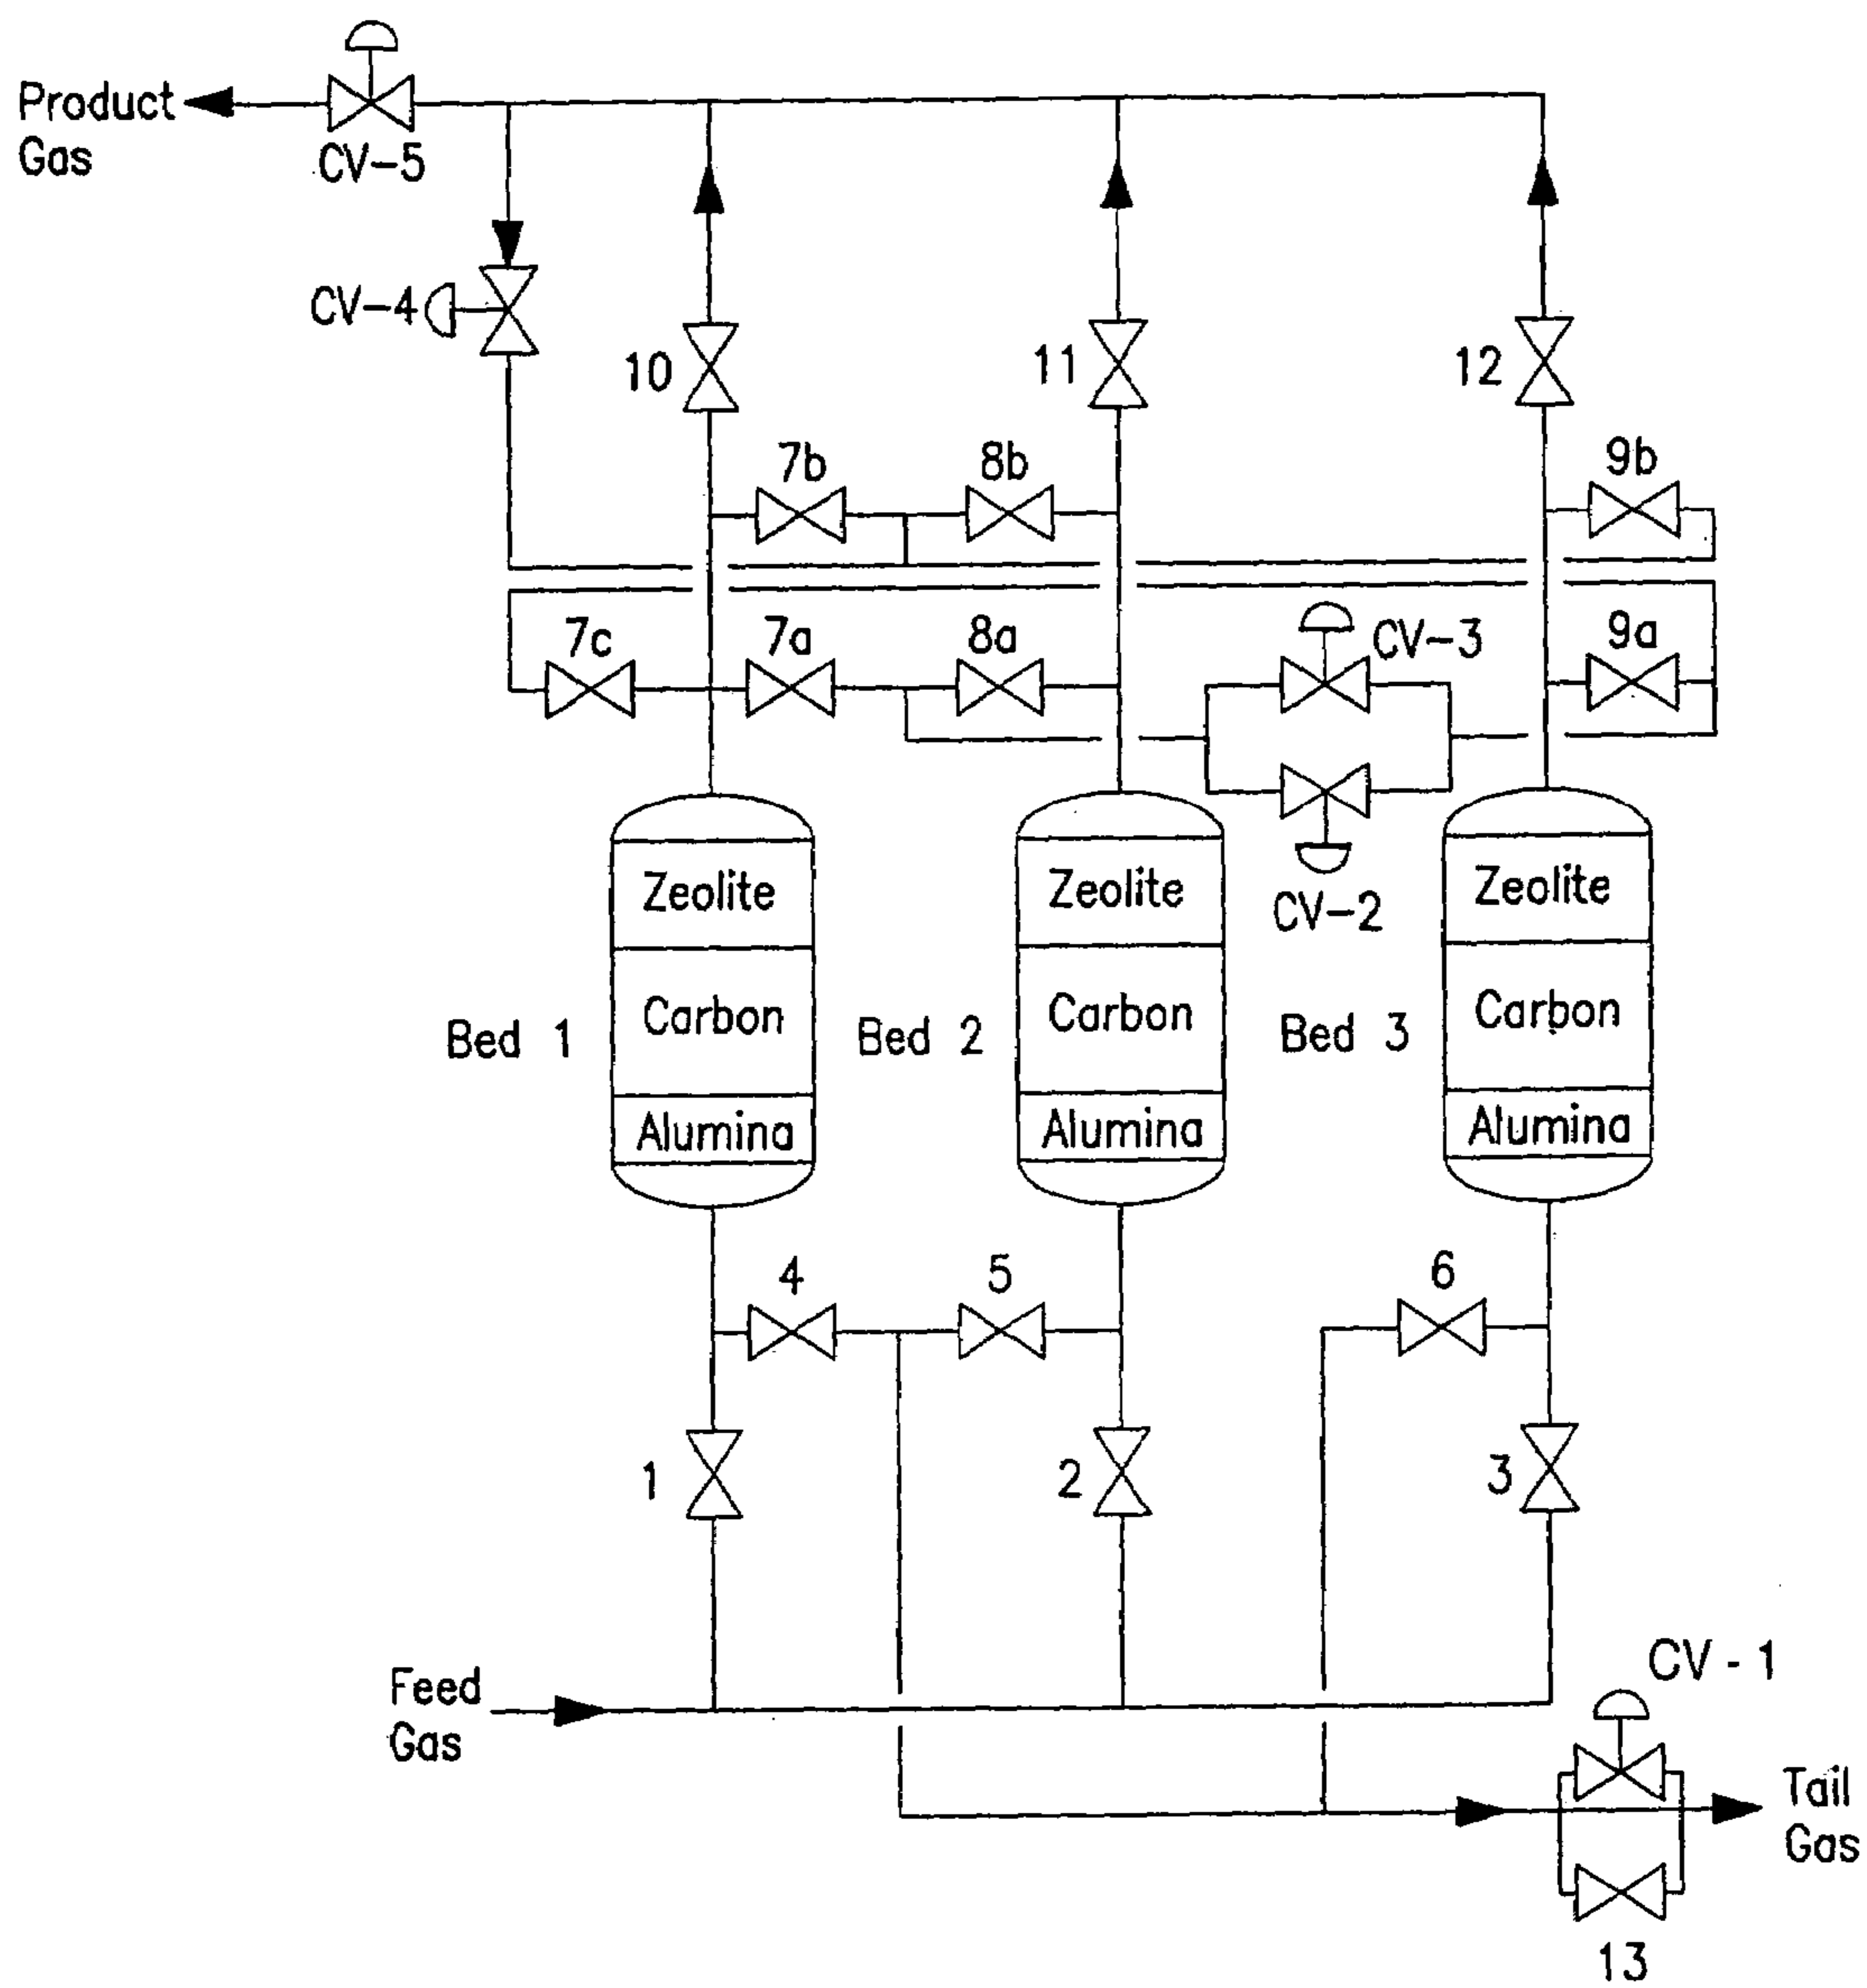 Product
Gas
CV-5
CV-4
10
11
12
7b
8b
9b
7c
7a
8a
CV-3
9a
CV-2
Zeolite
Zeolite
Zeolite
Carbon
Carbon
Carbon
Bed 1
Bed 2
Bed 3
Alumina
Alumina
Alumina
4
5
6
1
2
3
Feed
Gas
CV-1
Tail
Gas
13